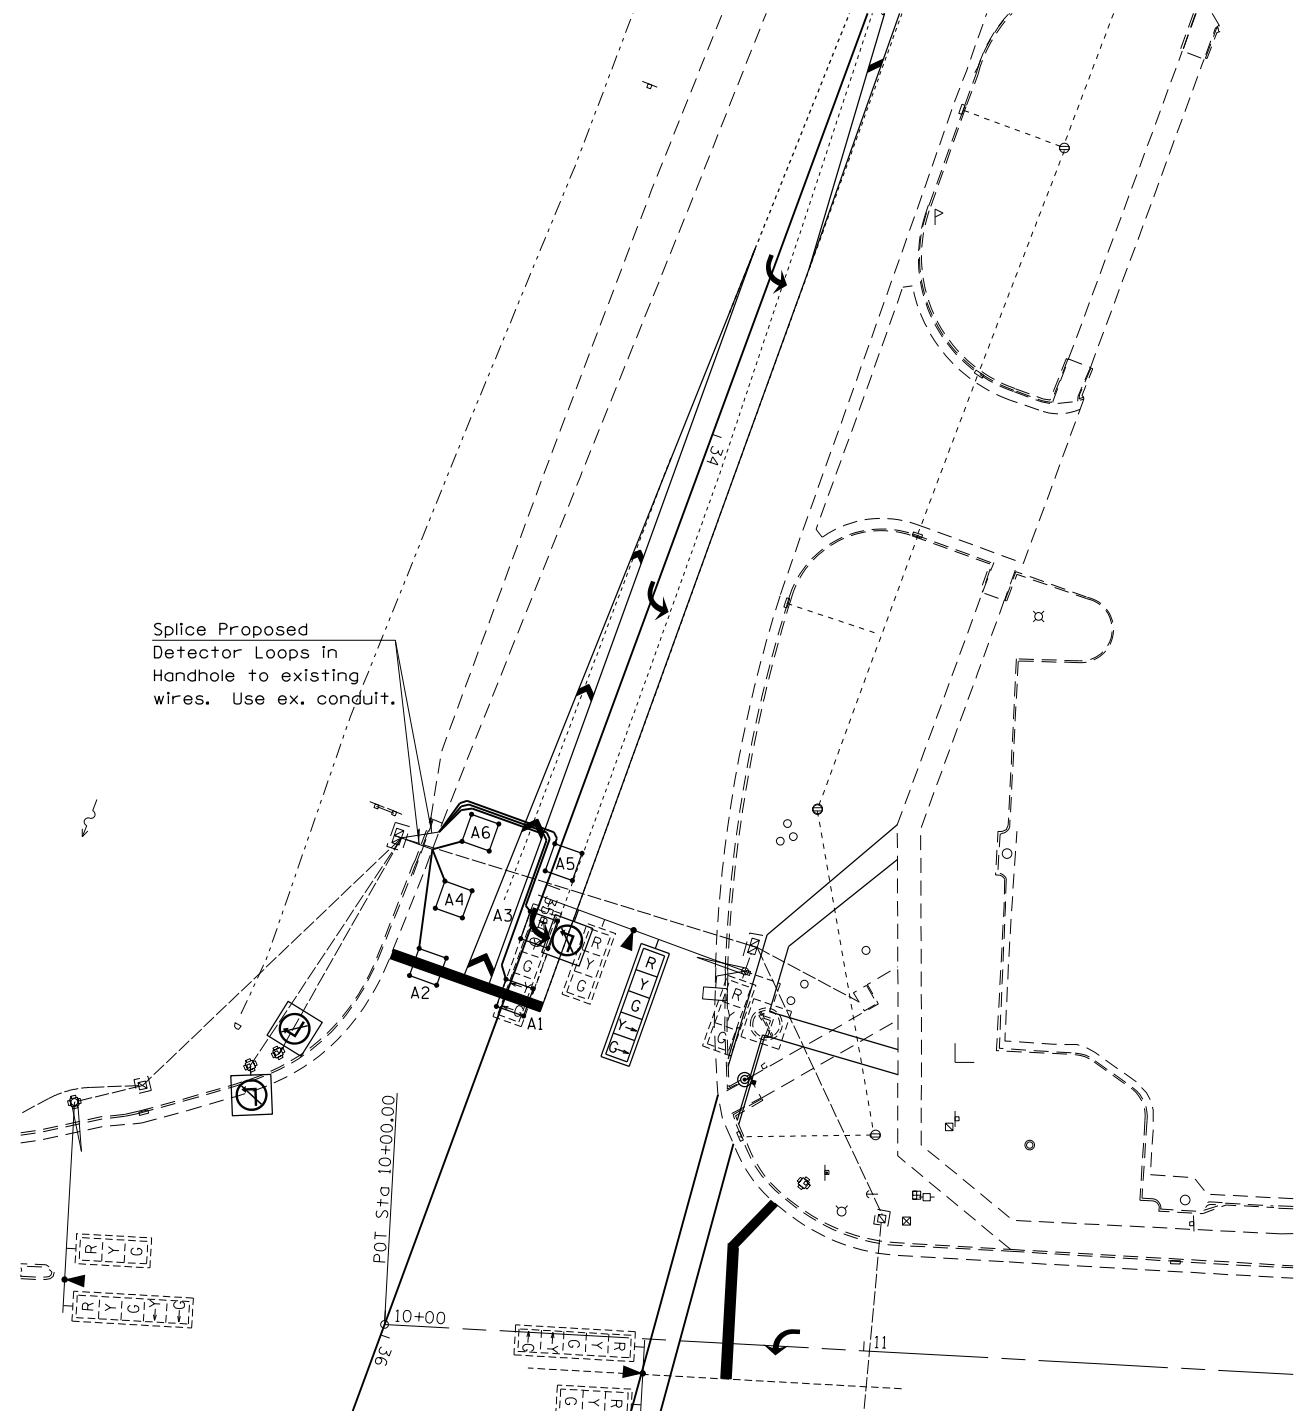 34
Splice Proposed
Detector Loops in
Handhole to existing
wires. Use ex. conduit.
A6
A5
A4
A3
35
A2
A1
R
Y
G
R
Y
G
Y
G
G
Y
G
R
Y
G
POT Sta 10+00.00
R Y G
R Y G Y G
10+00
36
G Y G Y R
11
G Y R